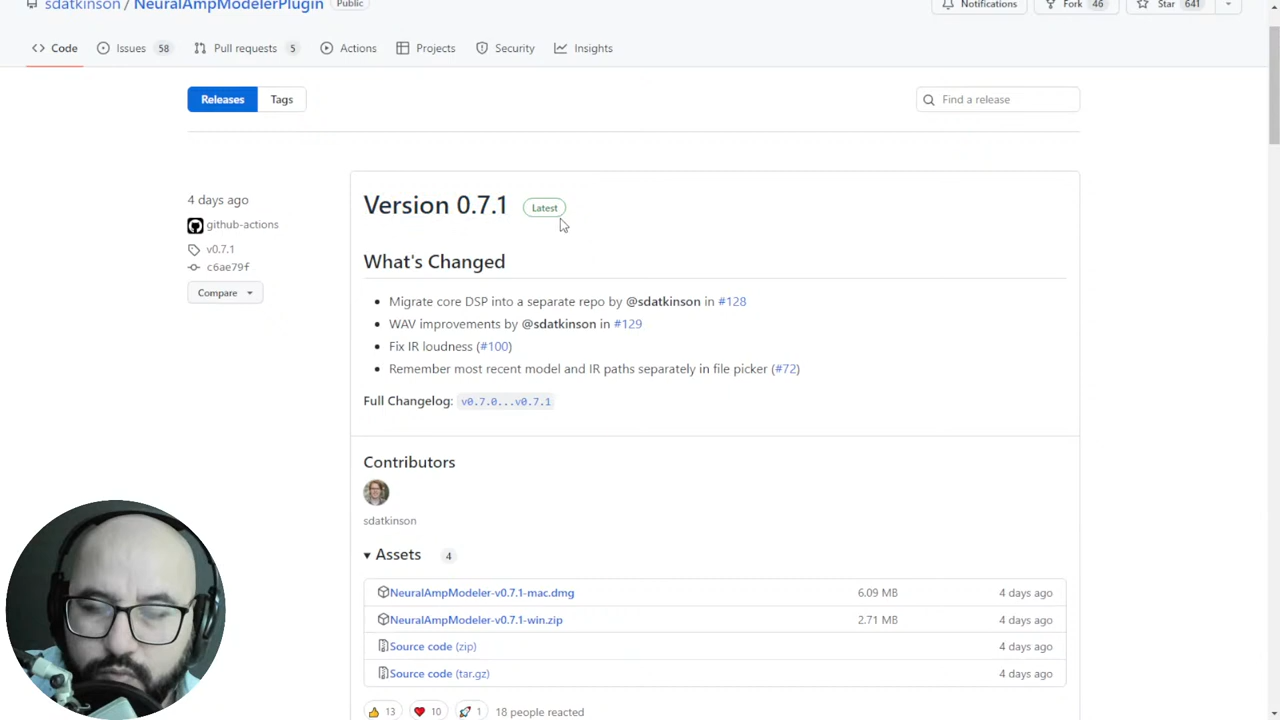 sdatkinson / NeuralAmpModelerPlugin Public Notifications Fork 46 Star 641
Code Issues 58 Pull requests 5 Actions Projects Security Insights
Releases Tags Find a release
4 days ago
github-actions
v0.7.1
c6ae79f
Compare
Version 0.7.1 Latest
What's Changed
Migrate core DSP into a separate repo by @sdatkinson in #128
WAV improvements by @sdatkinson in #129
Fix IR loudness (#100)
Remember most recent model and IR paths separately in file picker (#72)
Full Changelog: v0.7.0...v0.7.1
Contributors
sdatkinson
Assets 4
NeuralAmpModeler-v0.7.1-mac.dmg 6.09 MB 4 days ago
NeuralAmpModeler-v0.7.1-win.zip 2.71 MB 4 days ago
Source code (zip) 4 days ago
Source code (tar.gz) 4 days ago
13 10 1 18 people reacted